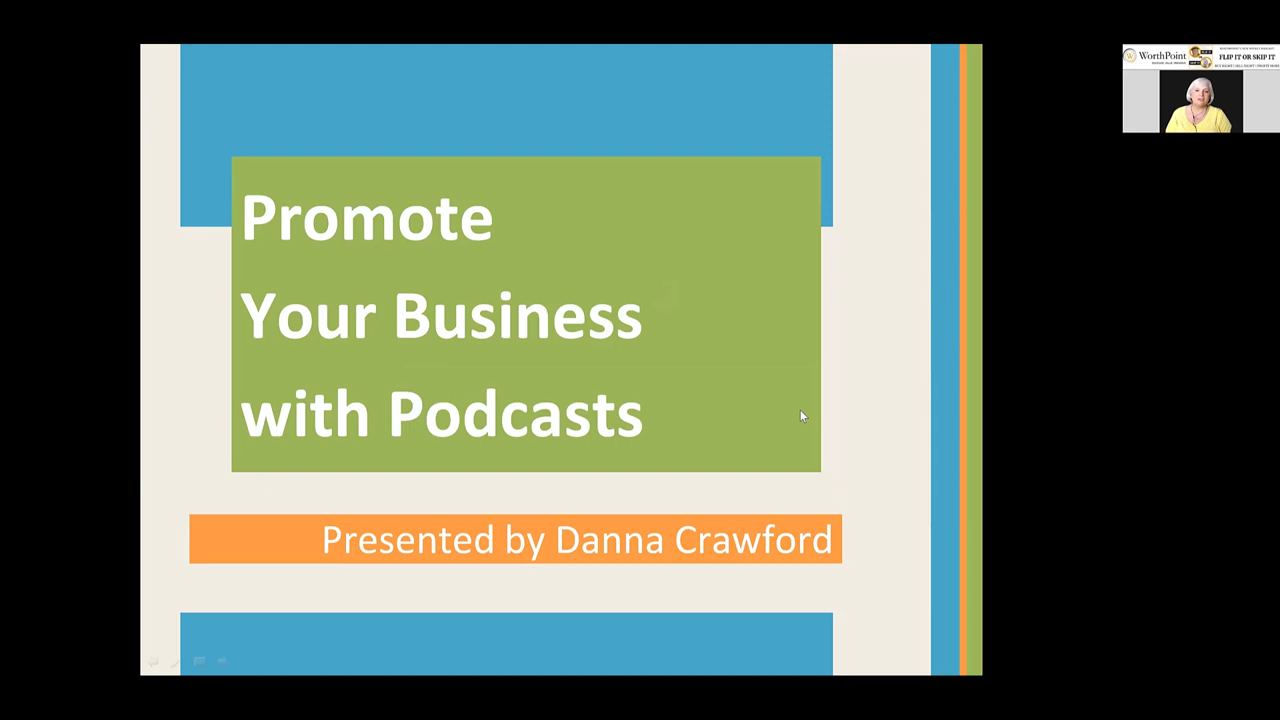 Promote
Your Business
with Podcasts
Presented by Danna Crawford
WorthPoint
FLIP IT OR SKIP IT